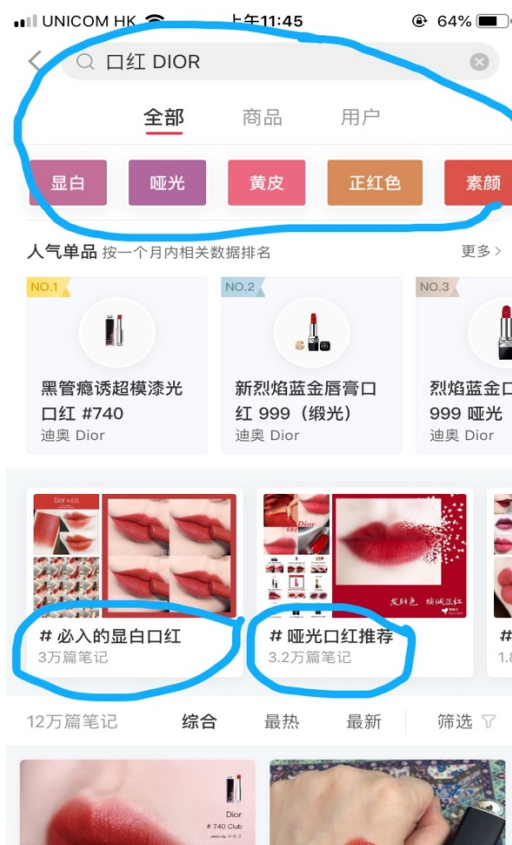 UNICOM HK 上午11:45 64%
口红 DIOR
全部 商品 用户
显白 哑光 黄皮 正红色 素颜
人气单品 按一个月内相关数据排名 更多
NO.1 NO.2 NO.3
黑管瘾诱超模漆光 新烈焰蓝金唇膏口 烈焰蓝金口
口红 #740 红 999（缎光） 999 哑光
迪奥 Dior 迪奥 Dior 迪奥 Dior
Dior
# 必入的显白口红 # 哑光口红推荐 #
3万篇笔记 3.2万篇笔记 1.8
12万篇笔记 综合 最热 最新 筛选
Dior
# 740 Club